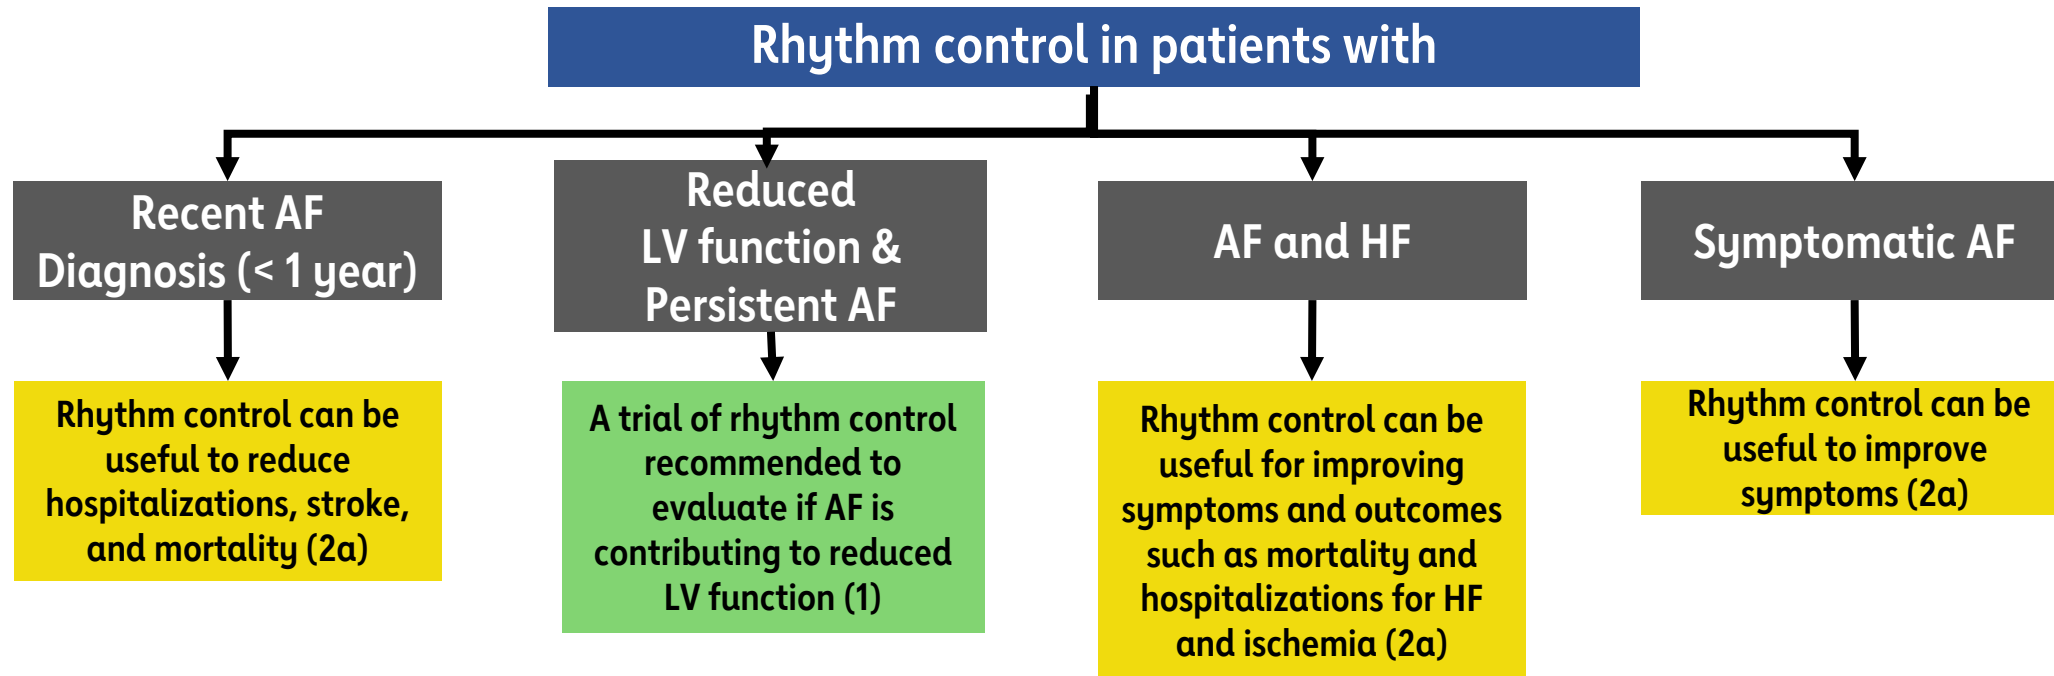 Rhythm control in patients with
Recent AF
Diagnosis (< 1 year)
Reduced
LV function &
Persistent AF
AF and HF
Symptomatic AF
Rhythm control can be
useful to reduce
hospitalizations, stroke,
and mortality (2a)
A trial of rhythm control
recommended to
evaluate if AF is
contributing to reduced
LV function (1)
Rhythm control can be
useful for improving
symptoms and outcomes
such as mortality and
hospitalizations for HF
and ischemia (2a)
Rhythm control can be
useful to improve
symptoms (2a)